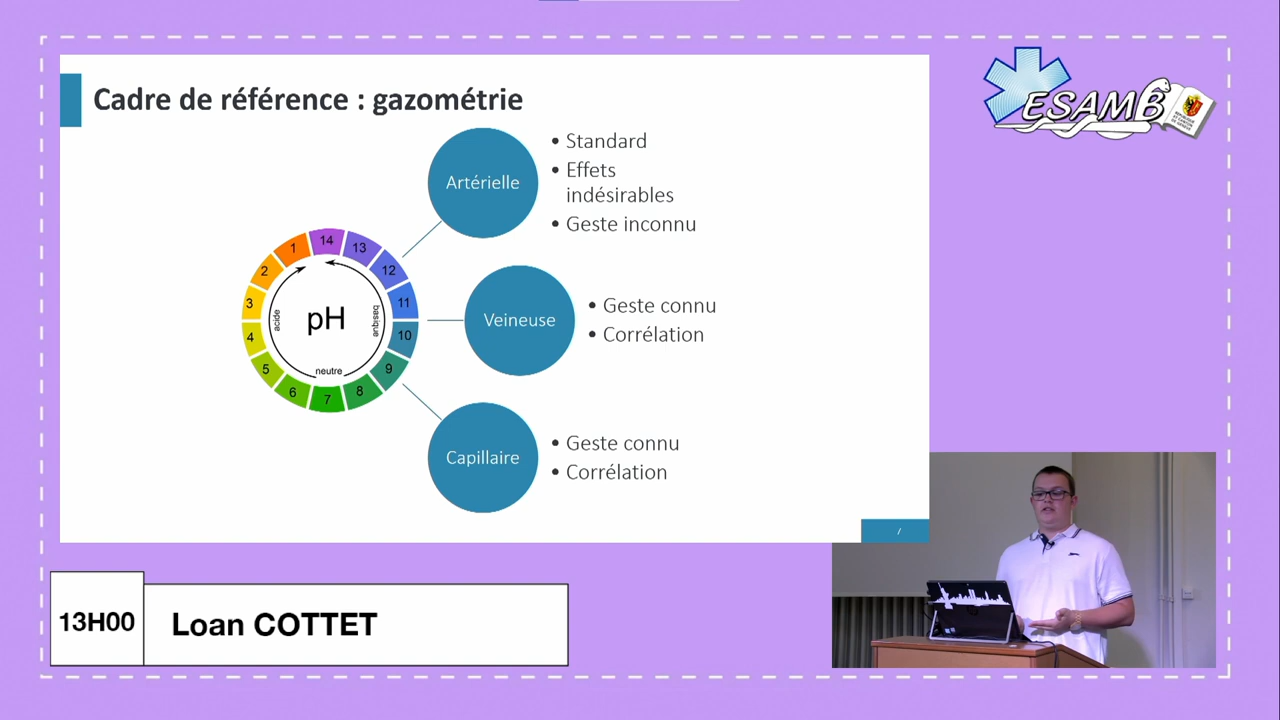 Cadre de référence : gazométrie
Artérielle
• Standard
• Effets
indésirables
• Geste inconnu
14
13
12
11
10
9
8
7
6
5
4
3
2
1
pH
acide
basique
neutre
Veineuse
• Geste connu
• Corrélation
Capillaire
• Geste connu
• Corrélation
/
ESAMB
13H00
Loan COTTET